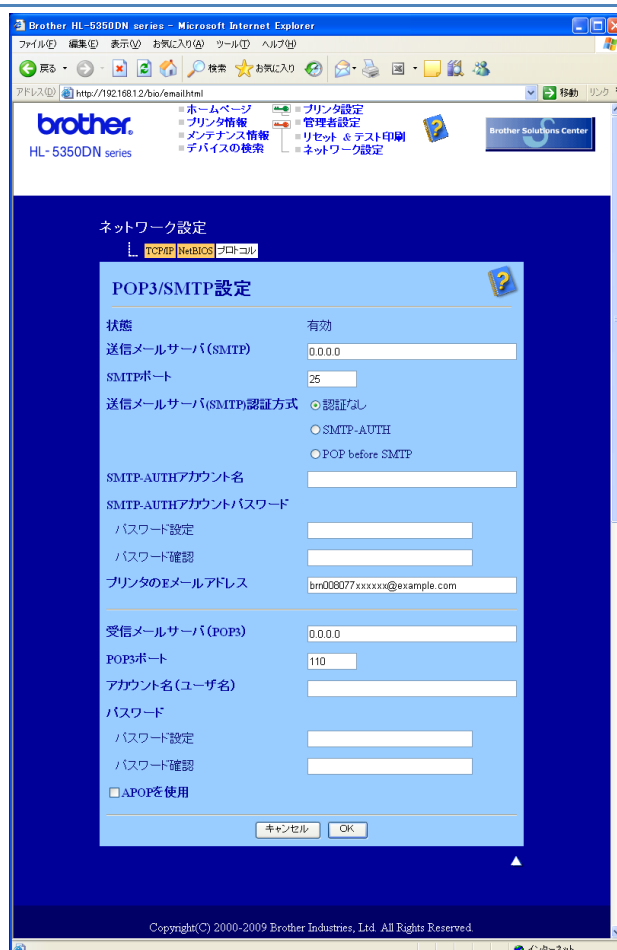 Brother HL-5350DN series - Microsoft Internet Explorer
ファイル(F) 編集(E) 表示(V) お気に入り(A) ツール(T) ヘルプ(H)
戻る 検索 お気に入り
アドレス(D) http://192.168.1.2/bio/email.html 移動 リンク
brother.
HL-5350DN series
ホームページ
プリンタ情報
メンテナンス情報
デバイスの検索
プリンタ設定
管理者設定
リセット & テスト印刷
ネットワーク設定
Brother Solutions Center
ネットワーク設定
TCP/IP NetBIOS プロトコル
POP3/SMTP設定
状態 有効
送信メールサーバ(SMTP) 0.0.0.0
SMTPポート 25
送信メールサーバ(SMTP)認証方式 認証なし
SMTP-AUTH
POP before SMTP
SMTP-AUTHアカウント名
SMTP-AUTHアカウントパスワード
パスワード設定
パスワード確認
プリンタのEメールアドレス brn008077xxxxxx@example.com
受信メールサーバ(POP3) 0.0.0.0
POP3ポート 110
アカウント名(ユーザ名)
パスワード
パスワード設定
パスワード確認
APOPを使用
キャンセル OK
Copyright(C) 2000-2009 Brother Industries, Ltd. All Rights Reserved.
インターネット